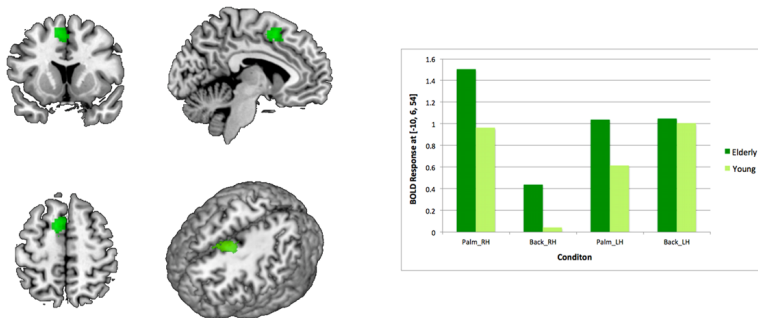 BOLD Response at [-10, 6, 54]
1.6
1.4
1.2
1
0.8
0.6
0.4
0.2
0
Palm_RH
Back_RH
Palm_LH
Back_LH
Conditon
Elderly
Young